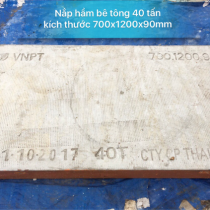 Nắp hầm bê tông 40 tấn
kích thước 700x1200x90mm
VNPT 700.1200.9
1-10-2017 40T CTY CP THÀN